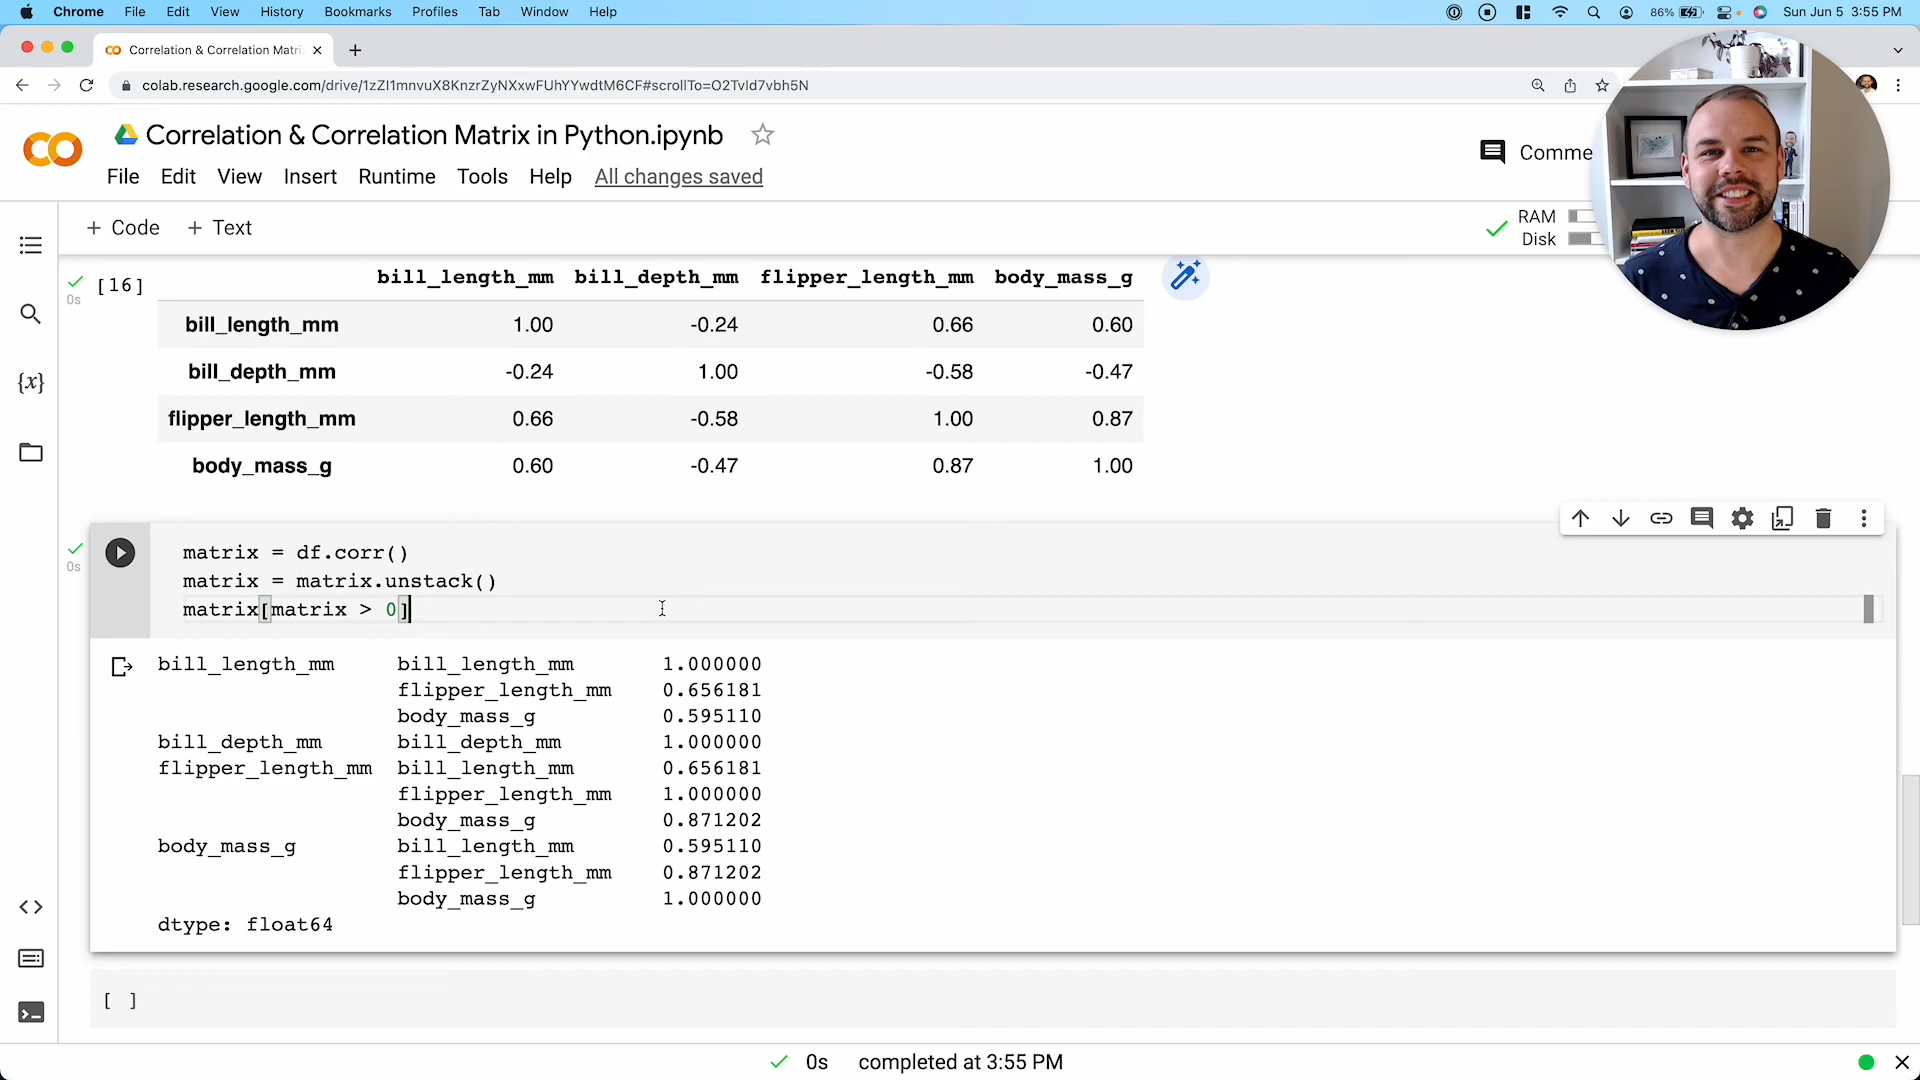 Chrome File Edit View History Bookmarks Profiles Tab Window Help 86% Sun Jun 5 3:55 PM
Correlation & Correlation Matri
colab.research.google.com/drive/1zZI1mnvuX8KnzrZyNXxwFUhYYwdtM6CF#scrollTo=O2TvId7vbh5N
Correlation & Correlation Matrix in Python.ipynb
Comme
File Edit View Insert Runtime Tools Help All changes saved
+ Code + Text
RAM
Disk
[16] bill_length_mm bill_depth_mm flipper_length_mm body_mass_g
0s
bill_length_mm 1.00 -0.24 0.66 0.60
bill_depth_mm -0.24 1.00 -0.58 -0.47
flipper_length_mm 0.66 -0.58 1.00 0.87
body_mass_g 0.60 -0.47 0.87 1.00
matrix = df.corr()
0s
matrix = matrix.unstack()
matrix[matrix > 0]
bill_length_mm bill_length_mm 1.000000
flipper_length_mm 0.656181
body_mass_g 0.595110
bill_depth_mm bill_depth_mm 1.000000
flipper_length_mm bill_length_mm 0.656181
flipper_length_mm 1.000000
body_mass_g 0.871202
body_mass_g bill_length_mm 0.595110
flipper_length_mm 0.871202
body_mass_g 1.000000
dtype: float64
[ ]
0s completed at 3:55 PM